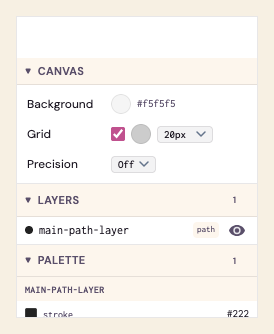 ▼ CANVAS
Background #f5f5f5
Grid 20px
Precision Off
▼ LAYERS 1
main-path-layer path
▼ PALETTE 1
MAIN-PATH-LAYER
stroke #222